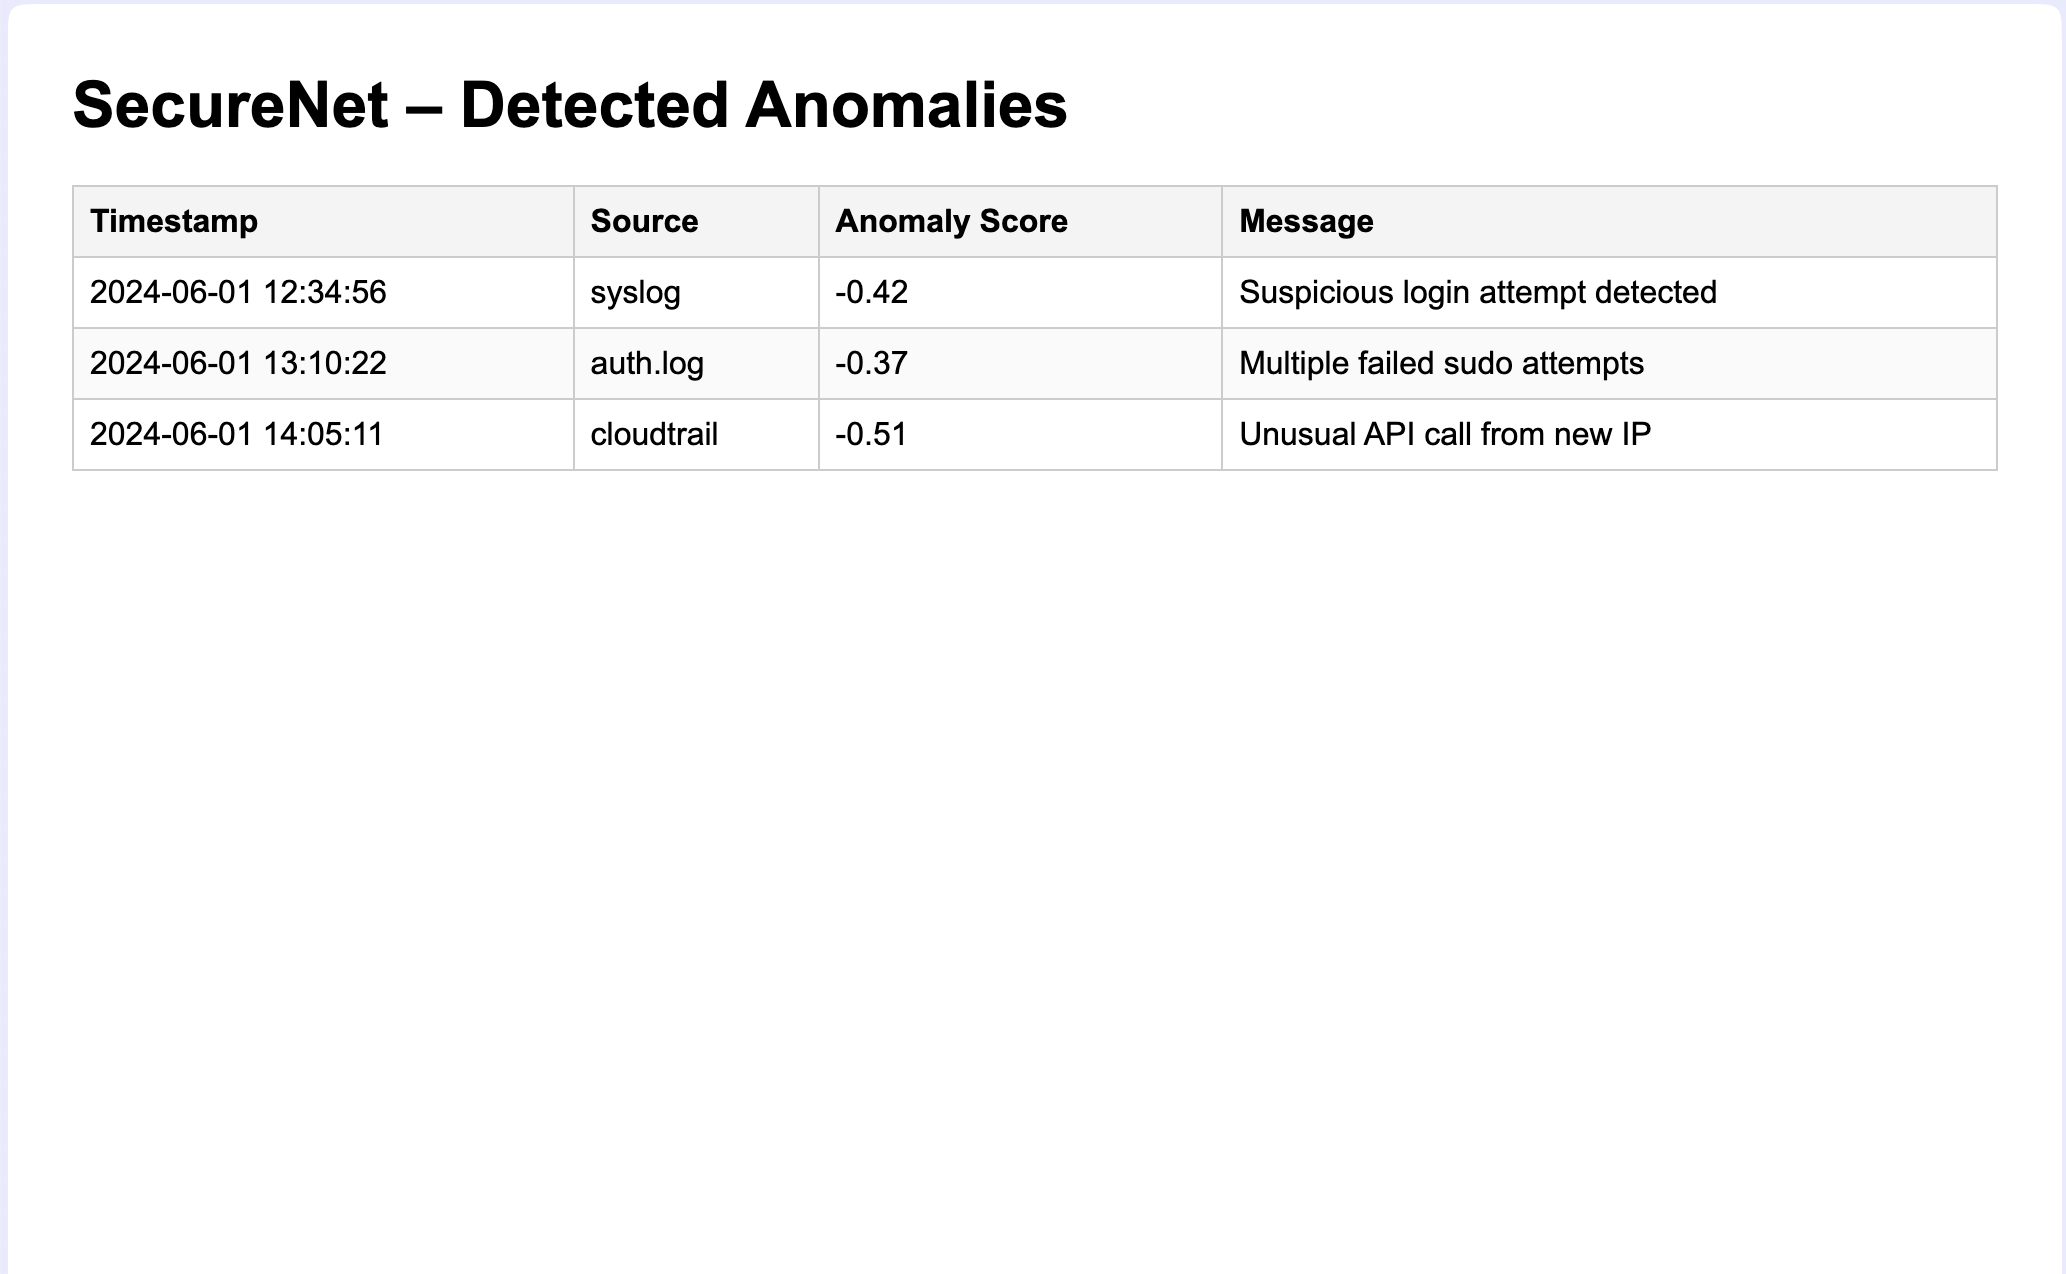 SecureNet – Detected Anomalies
Timestamp Source Anomaly Score Message
2024-06-01 12:34:56 syslog -0.42 Suspicious login attempt detected
2024-06-01 13:10:22 auth.log -0.37 Multiple failed sudo attempts
2024-06-01 14:05:11 cloudtrail -0.51 Unusual API call from new IP